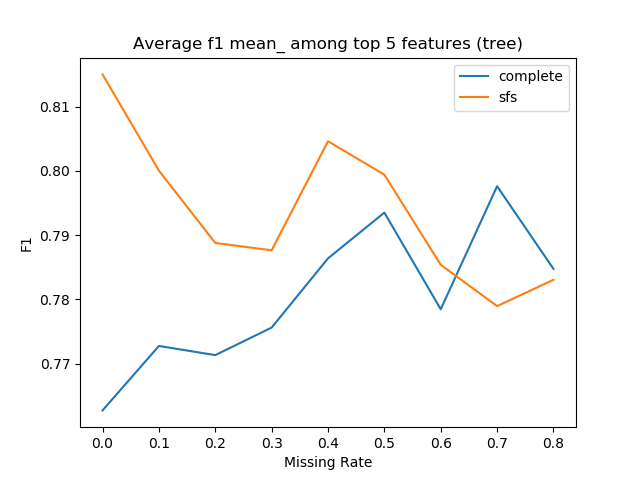 Average f1 mean_ among top 5 features (tree)
complete
sfs
0.81
0.80
0.79
0.78
0.77
F1
0.0 0.1 0.2 0.3 0.4 0.5 0.6 0.7 0.8
Missing Rate